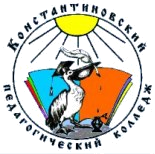 КОНСТАНТИНОВСКИЙ
ПЕДАГОГИЧЕСКИЙ КОЛЛЕДЖ